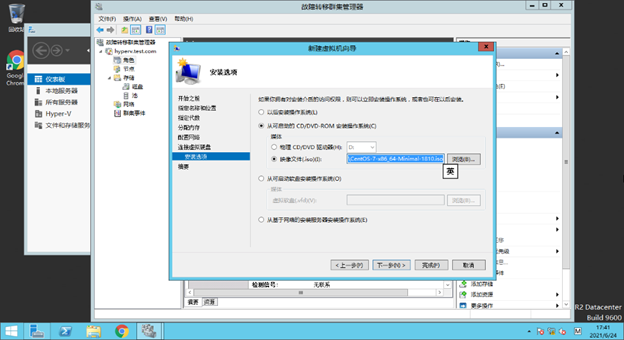 回收站
Google
Chrome
仪表板
本地服务器
所有服务器
Hyper-V
文件和存储服务
故障转移群集管理器
文件(F) 操作(A) 查看(V) 帮助(H)
故障转移群集管理器
hyperv.test.com
角色
节点
存储
磁盘
池
网络
群集事件
新建虚拟机向导
安装选项
开始之前
指定名称和位置
指定代数
分配内存
配置网络
连接虚拟硬盘
安装选项
摘要
如果你拥有对安装介质的访问权限，则可以立即安装操作系统，或者也可在以后安装。
以后安装操作系统(L)
从可启动的 CD/DVD-ROM 安装操作系统(C)
媒体
物理 CD/DVD 驱动器(H): D:
映像文件(.iso)(I): \CentOS-7-x86_64-Minimal-1810.iso 浏览(B)...
英
从可启动软盘安装操作系统(O)
媒体
虚拟软盘(.vfd)(V): 浏览(B)...
从基于网络的安装服务器安装操作系统(E)
< 上一步(P) 下一步(N) > 完成(F) 取消
检测信号: 无联系
摘要 资源
添加存储
添加资源
更多操作
R2 Datacenter
Build 9600
M
17:41
2021/6/24